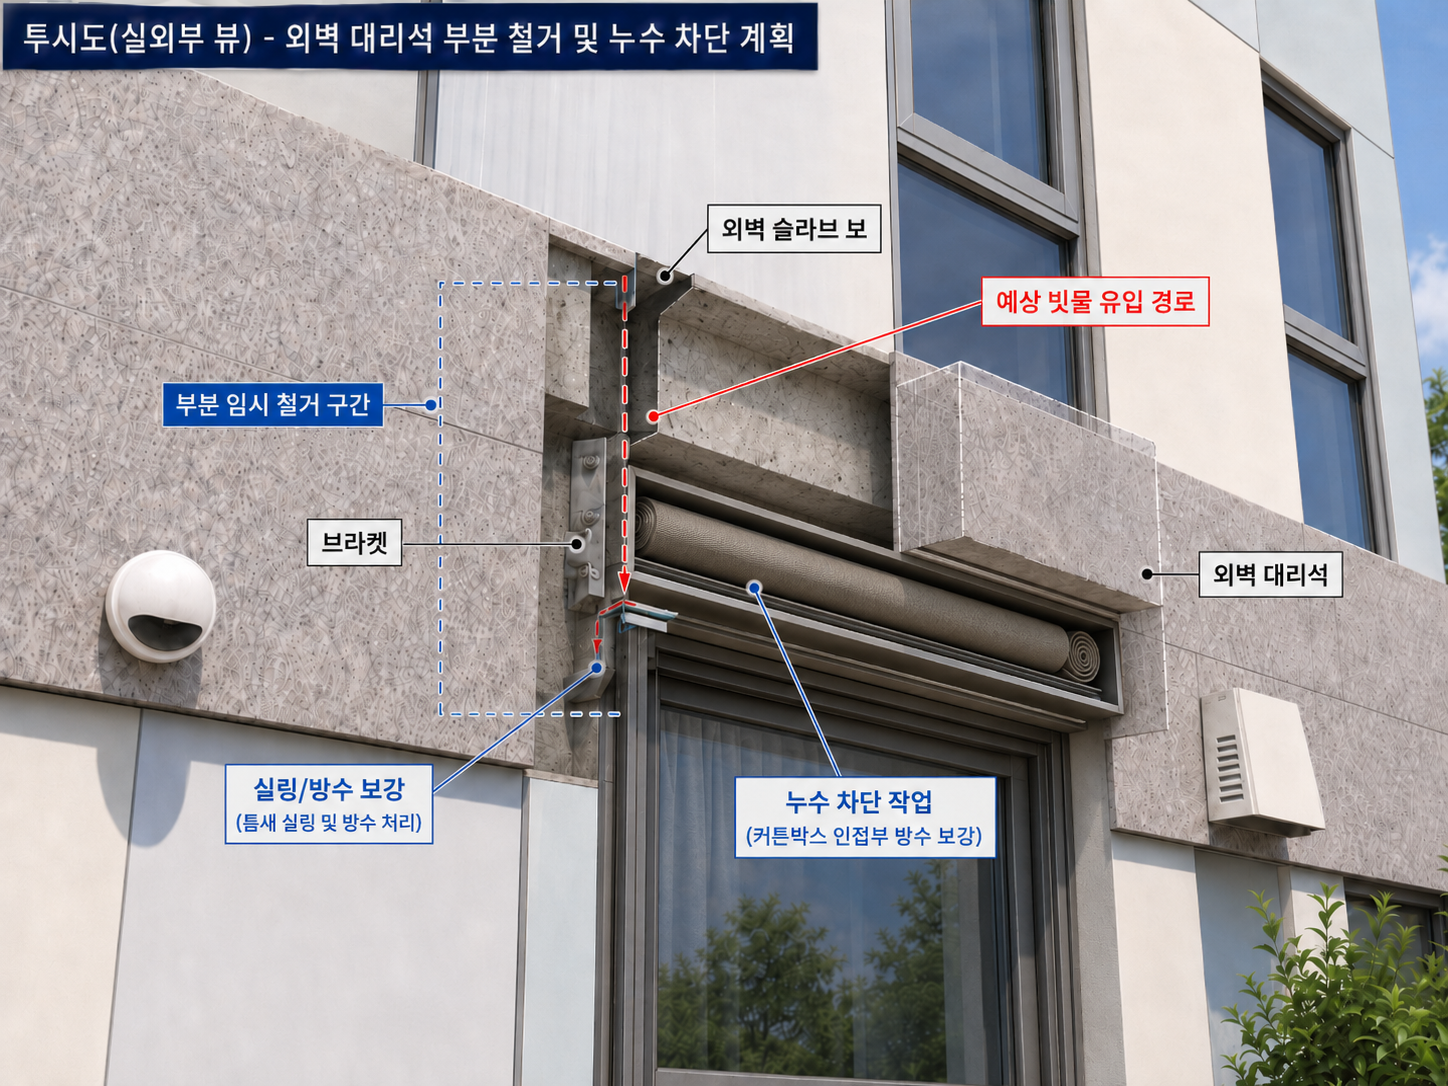 투시도(실외부 뷰) - 외벽 대리석 부분 철거 및 누수 차단 계획
외벽 슬라브 보
예상 빗물 유입 경로
부분 임시 철거 구간
브라켓
외벽 대리석
실링/방수 보강
(틈새 실링 및 방수 처리)
누수 차단 작업
(커튼박스 인접부 방수 보강)